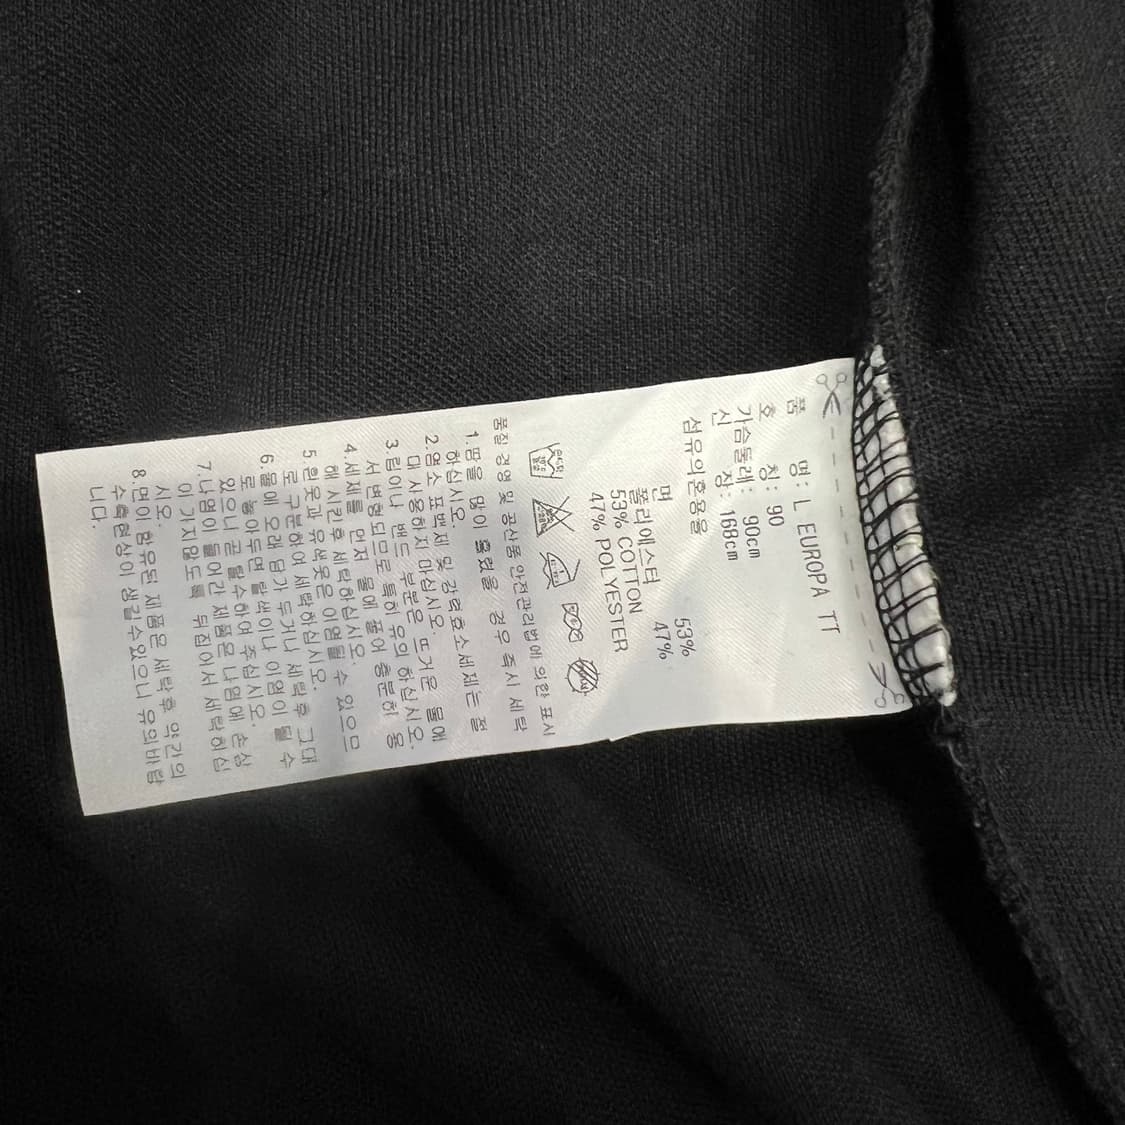 품 명: L EUROPA TT
호 칭: 90
가슴둘레: 90cm
신 장: 168cm
섬유의혼용율
면 53%
폴리에스터 47%
53% COTTON
47% POLYESTER
품질경영 및 공산품 안전관리법에 의한 표시
1.땀을 많이 흘렸을 경우 즉시 세탁
하십시오.
2.염소표백제 및 강력효소세제는 절
대 사용하지 마십시오.
3.립이나 밴드 부분은 뜨거운 물에
서 변형되므로 특히 주의 하십시오.
4.세제를 먼저 물에 풀어 충분히 용
해 시킨후 세탁하십시오.
5.흰옷과 유색옷은 이염될수 있으므
로 구분하여 세탁하십시오.
6.물에 오래 담가 두거나 세탁후 그대
로 놓아두면 탈색이나 이염이 될 수
있으니 곧 탈수하여 주십시오.
7.나염이 들어간 제품은 나염에 손상
이 가지않도록 뒤집어서 세탁하십
시오.
8.면이 함유된 제품은 세탁후 약간의
수축현상이 생길수있으니 유의바랍
니다.